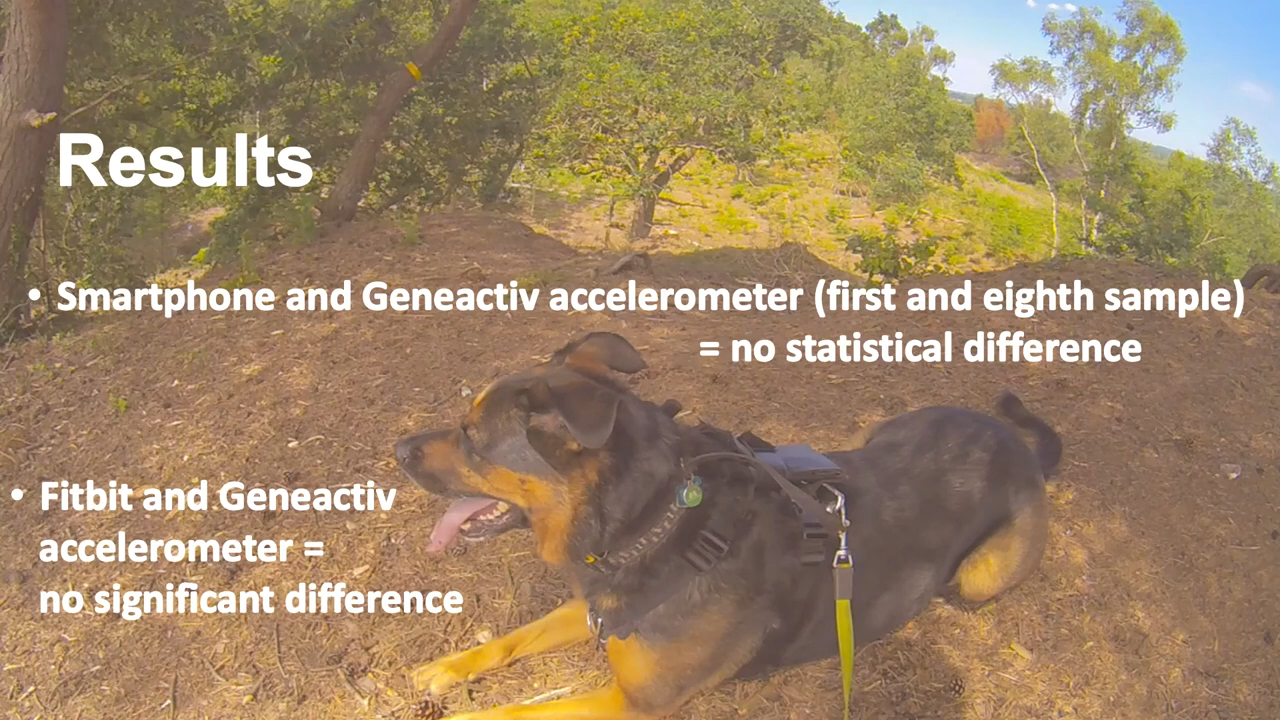 Results
• Smartphone and Geneactiv accelerometer (first and eighth sample)
= no statistical difference
• Fitbit and Geneactiv
accelerometer =
no significant difference